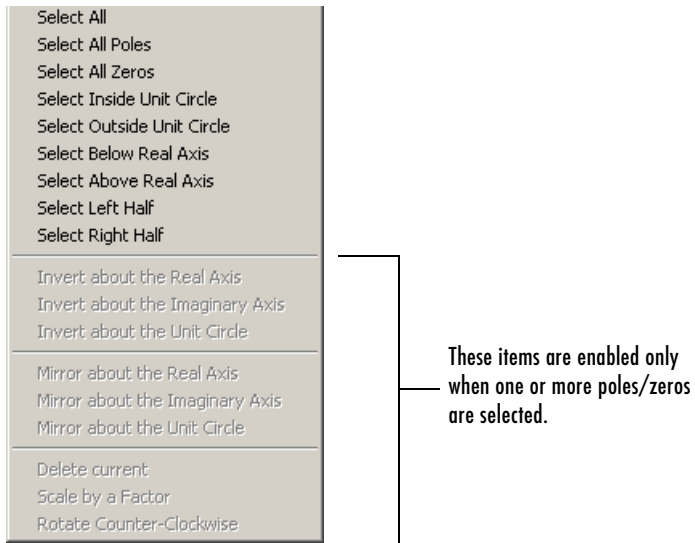 Select All
Select All Poles
Select All Zeros
Select Inside Unit Circle
Select Outside Unit Circle
Select Below Real Axis
Select Above Real Axis
Select Left Half
Select Right Half
Invert about the Real Axis
Invert about the Imaginary Axis
Invert about the Unit Circle
Mirror about the Real Axis
Mirror about the Imaginary Axis
Mirror about the Unit Circle
Delete current
Scale by a Factor
Rotate Counter-Clockwise
These items are enabled only
when one or more poles/zeros
are selected.